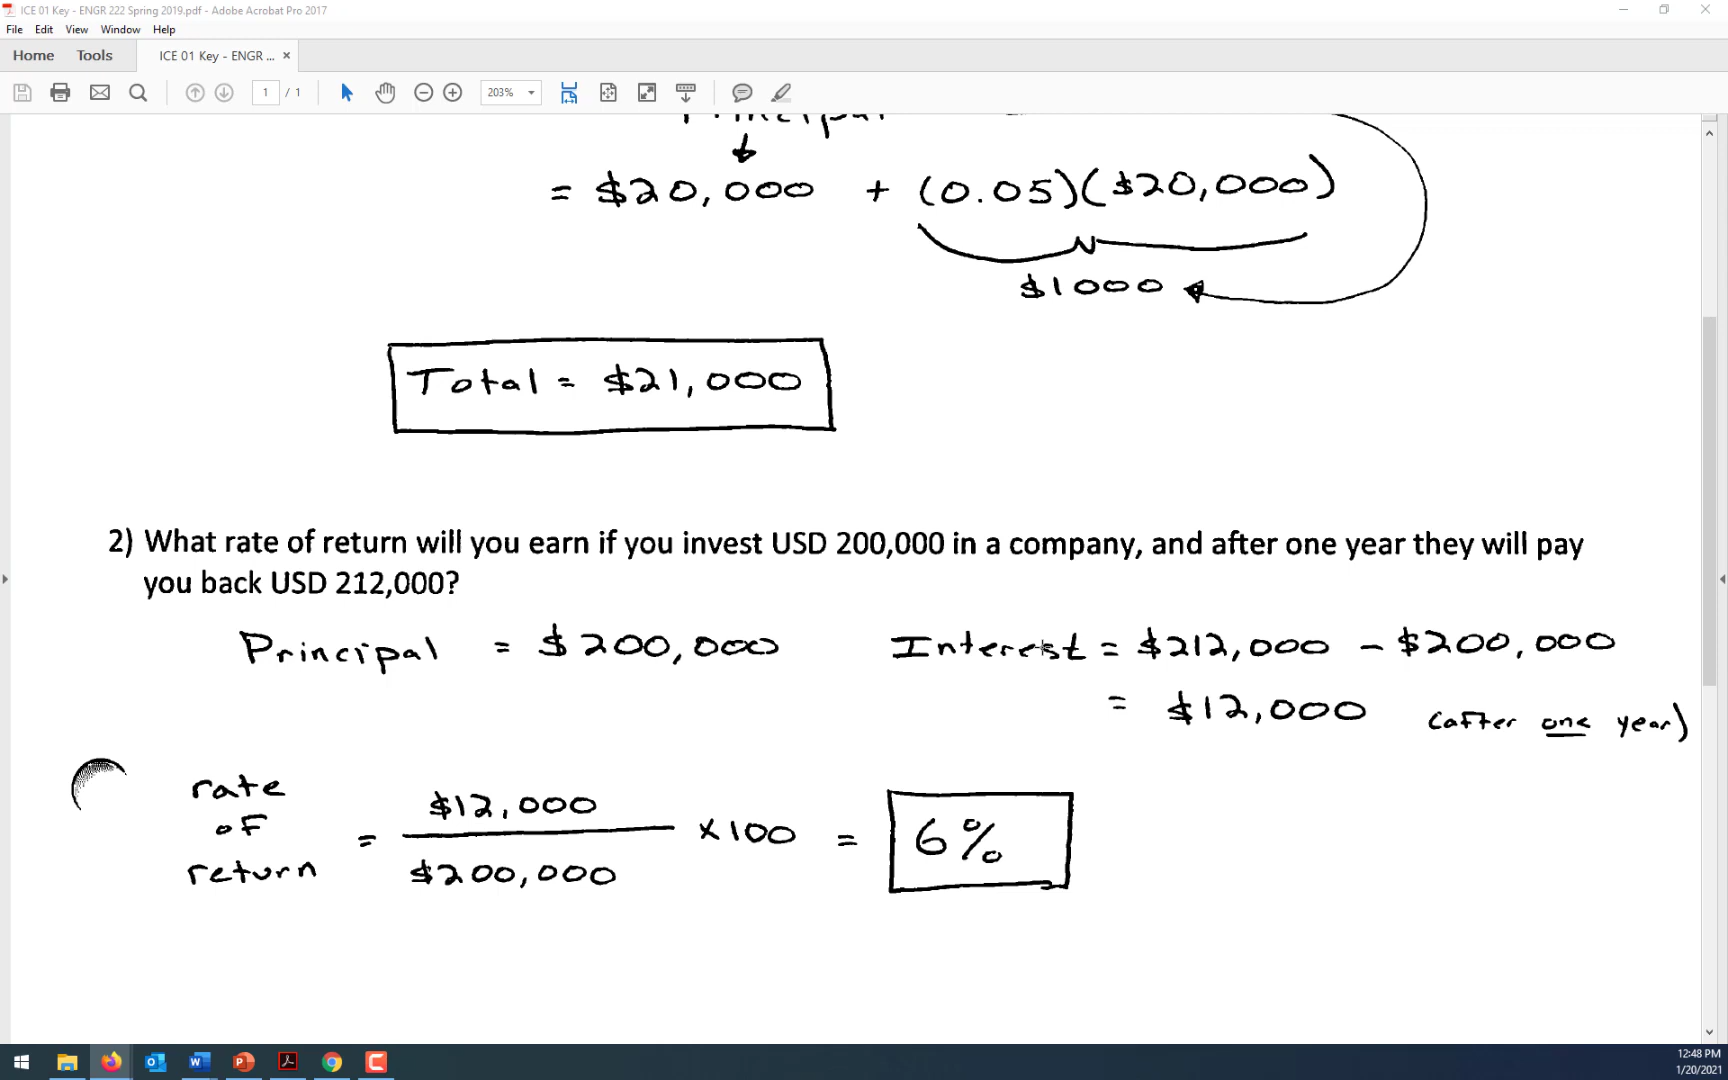 ICE 01 Key - ENGR 222 Spring 2019.pdf - Adobe Acrobat Pro 2017
File Edit View Window Help
Home Tools ICE 01 Key - ENGR ... ×
1 / 1 203%
Principal
= $20,000 + (0.05)($20,000)
$1000
Total = $21,000
2) What rate of return will you earn if you invest USD 200,000 in a company, and after one year they will pay
you back USD 212,000?
Principal = $200,000 Interest = $212,000 - $200,000
= $12,000 (after one year)
rate
of
return
= $12,000
$200,000
×100 = 6%
12:48 PM
1/20/2021